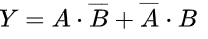 Y = A · B̅ + A̅ · B